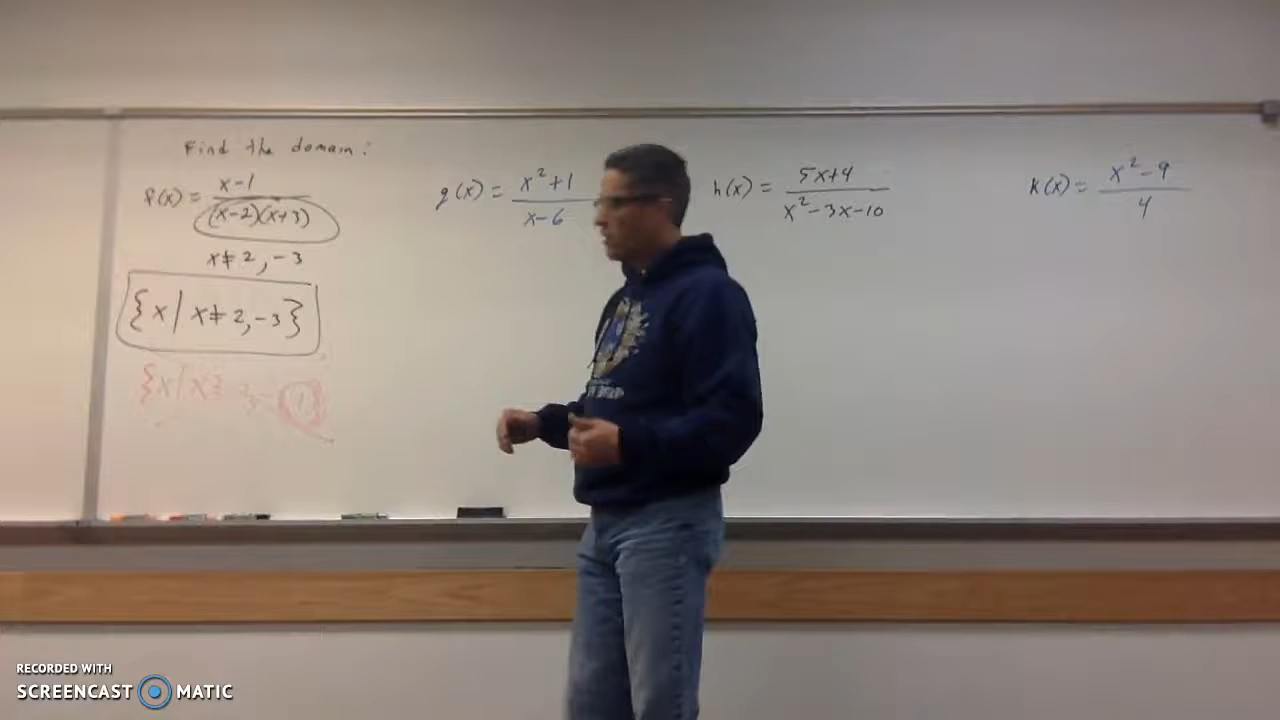 Find the domain:
f(x) = x-1 / (x-2)(x+3)
x ≠ 2, -3
{x | x ≠ 2, -3}
{x | x ≠
g(x) = x²+1 / x-6
h(x) = 5x+4 / x²-3x-10
k(x) = x²-9 / 4
RECORDED WITH
SCREENCAST MATIC